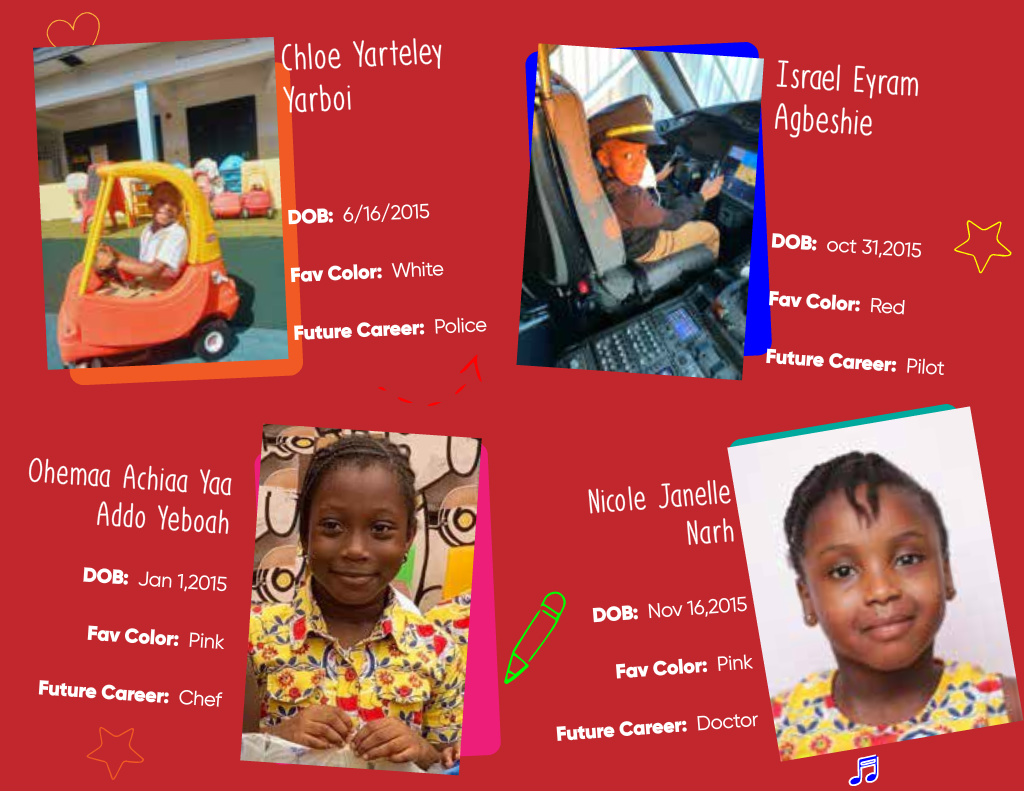 Chloe Yarteley
Yarboi
DOB: 6/16/2015
Fav Color: White
Future Career: Police
Israel Eyram
Agbeshie
DOB: oct 31,2015
Fav Color: Red
Future Career: Pilot
Ohemaa Achiaa Yaa
Addo Yeboah
DOB: Jan 1,2015
Fav Color: Pink
Future Career: Chef
Nicole Janelle
Narh
DOB: Nov 16,2015
Fav Color: Pink
Future Career: Doctor